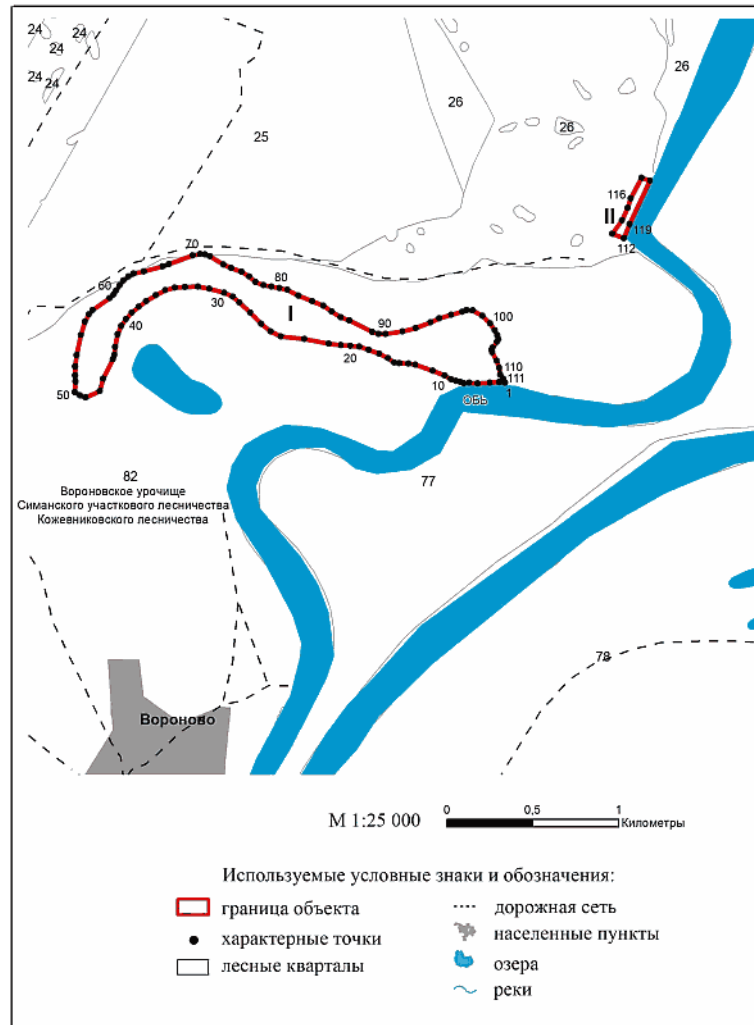 24 24
24
24 24
26
26
26
25
116
II
119
112
70
60
80
30
I
40
100
90
20
110
10
111
50
1
ОБЬ
82
77
Вороновское урочище
Симанского участкового лесничества
Кожевниковского лесничества
78
Вороново
0 0,5 1
М 1:25 000
Километры
Используемые условные знаки и обозначения:
граница объекта
дорожная сеть
характерные точки
населенные пункты
лесные кварталы
озера
реки